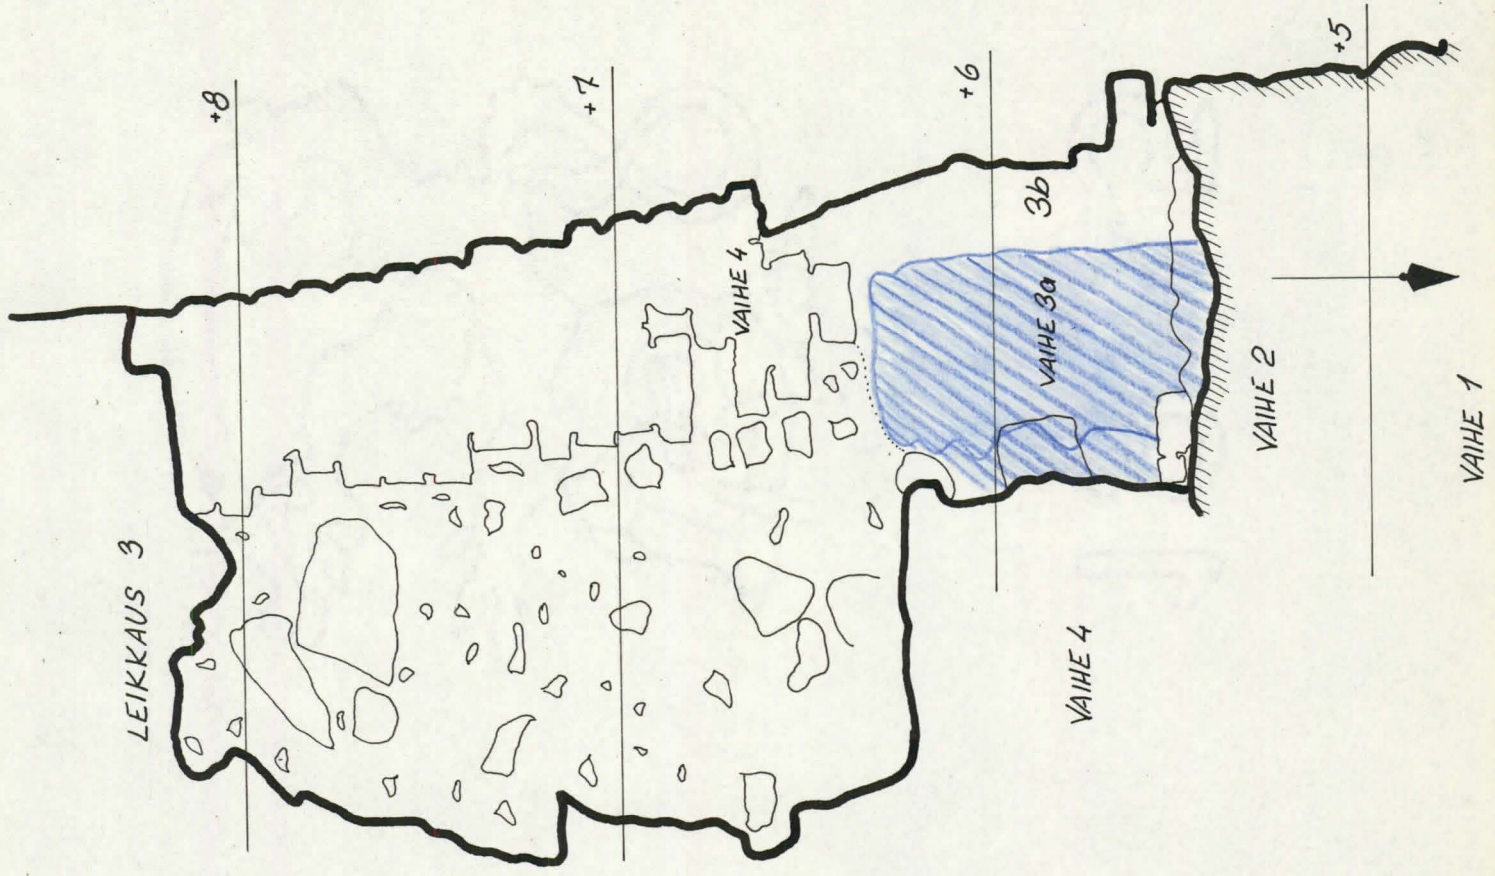 LEIKKAUS 3
+8
+7
+6
+5
VAIHE 4
3b
VAIHE 3a
VAIHE 4
VAIHE 2
VAIHE 1